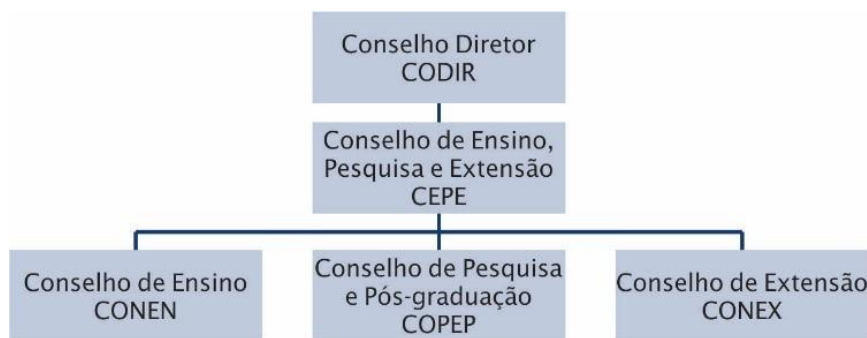 Conselho Diretor
CODIR
Conselho de Ensino,
Pesquisa e Extensão
CEPE
Conselho de Ensino
CONEN
Conselho de Pesquisa
e Pós-graduação
COPEP
Conselho de Extensão
CONEX